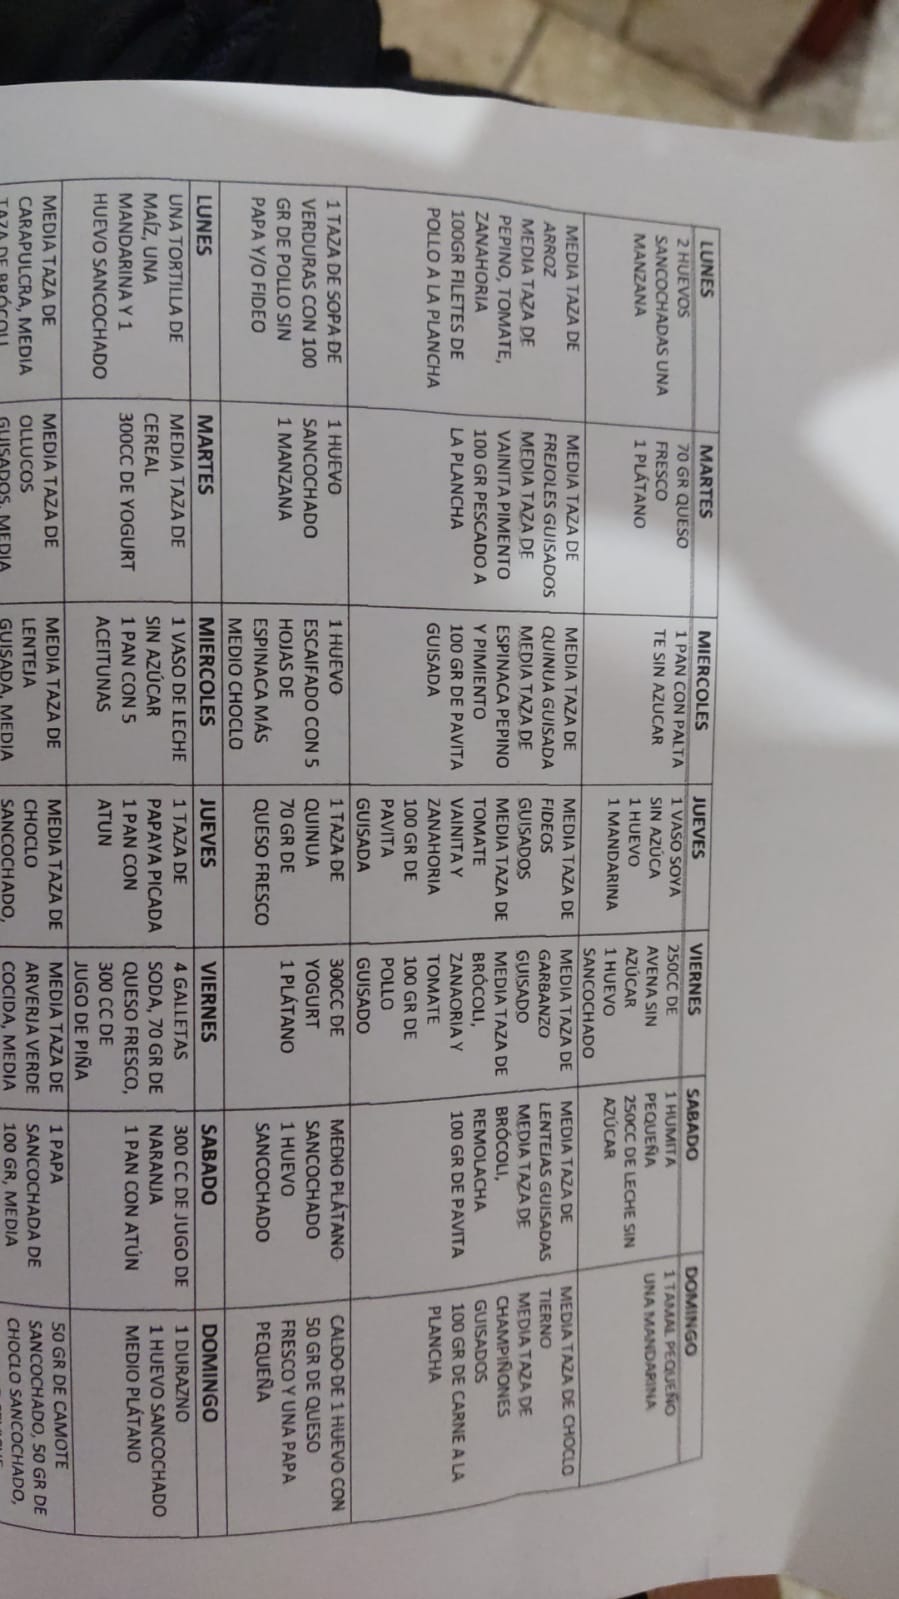 LUNES
2 HUEVOS
SANCOCHADAS UNA
MANZANA
MARTES
70 GR QUESO
FRESCO
1 PLÁTANO
MIERCOLES
1 PAN CON PALTA
TE SIN AZUCAR
JUEVES
1 VASO SOYA
SIN AZÚCA
1 HUEVO
1 MANDARINA
VIERNES
250CC DE
AVENA SIN
AZÚCAR
1 HUEVO
SANCOCHADO
SABADO
1 HUMITA
PEQUEÑA
250CC DE LECHE SIN
AZÚCAR
DOMINGO
1 TAMAL PEQUEÑO
UNA MANDARINA
MEDIA TAZA DE
ARROZ
MEDIA TAZA DE
PEPINO, TOMATE,
ZANAHORIA
100GR FILETES DE
POLLO A LA PLANCHA
MEDIA TAZA DE
FREJOLES GUISADOS
MEDIA TAZA DE
VAINITA PIMENTO
100 GR PESCADO A
LA PLANCHA
MEDIA TAZA DE
QUINUA GUISADA
MEDIA TAZA DE
ESPINACA PEPINO
Y PIMIENTO
100 GR DE PAVITA
GUISADA
MEDIA TAZA DE
FIDEOS
GUISADOS
MEDIA TAZA DE
TOMATE
VAINITA Y
ZANAHORIA
100 GR DE
PAVITA
GUISADA
MEDIA TAZA DE
GARBANZO
GUISADO
MEDIA TAZA DE
BRÓCOLI,
ZANAORIA Y
TOMATE
100 GR DE
POLLO
GUISADO
MEDIA TAZA DE
LENTEJAS GUISADAS
MEDIA TAZA DE
BRÓCOLI,
REMOLACHA
100 GR DE PAVITA
MEDIA TAZA DE CHOCLO
TIERNO
MEDIA TAZA DE
CHAMPIÑONES
GUISADOS
100 GR DE CARNE A LA
PLANCHA
1 TAZA DE SOPA DE
VERDURAS CON 100
GR DE POLLO SIN
PAPA Y/O FIDEO
1 HUEVO
SANCOCHADO
1 MANZANA
1 HUEVO
ESCAIFADO CON 5
HOJAS DE
ESPINACA MÁS
MEDIO CHOCLO
1 TAZA DE
QUINUA
70 GR DE
QUESO FRESCO
300CC DE
YOGURT
1 PLÁTANO
MEDIO PLÁTANO
SANCOCHADO
1 HUEVO
SANCOCHADO
CALDO DE 1 HUEVO CON
50 GR DE QUESO
FRESCO Y UNA PAPA
PEQUEÑA
LUNES
UNA TORTILLA DE
MAÍZ, UNA
MANDARINA Y 1
HUEVO SANCOCHADO
MARTES
MEDIA TAZA DE
CEREAL
300CC DE YOGURT
MIERCOLES
1 VASO DE LECHE
SIN AZÚCAR
1 PAN CON 5
ACEITUNAS
JUEVES
1 TAZA DE
PAPAYA PICADA
1 PAN CON
ATUN
VIERNES
4 GALLETAS
SODA, 70 GR DE
QUESO FRESCO,
300 CC DE
JUGO DE PIÑA
SABADO
300 CC DE JUGO DE
NARANJA
1 PAN CON ATÚN
DOMINGO
1 DURAZNO
1 HUEVO SANCOCHADO
MEDIO PLÁTANO
MEDIA TAZA DE
CARAPULCRA, MEDIA
TAZA DE BRÓCOLI
MEDIA TAZA DE
OLLUCOS
GUISADOS, MEDIA
MEDIA TAZA DE
LENTEJA
GUISADA, MEDIA
MEDIA TAZA DE
CHOCLO
SANCOCHADO,
MEDIA TAZA DE
ARVERJA VERDE
COCIDA, MEDIA
1 PAPA
SANCOCHADA DE
100 GR, MEDIA
50 GR DE CAMOTE
SANCOCHADO, 50 GR DE
CHOCLO SANCOCHADO,